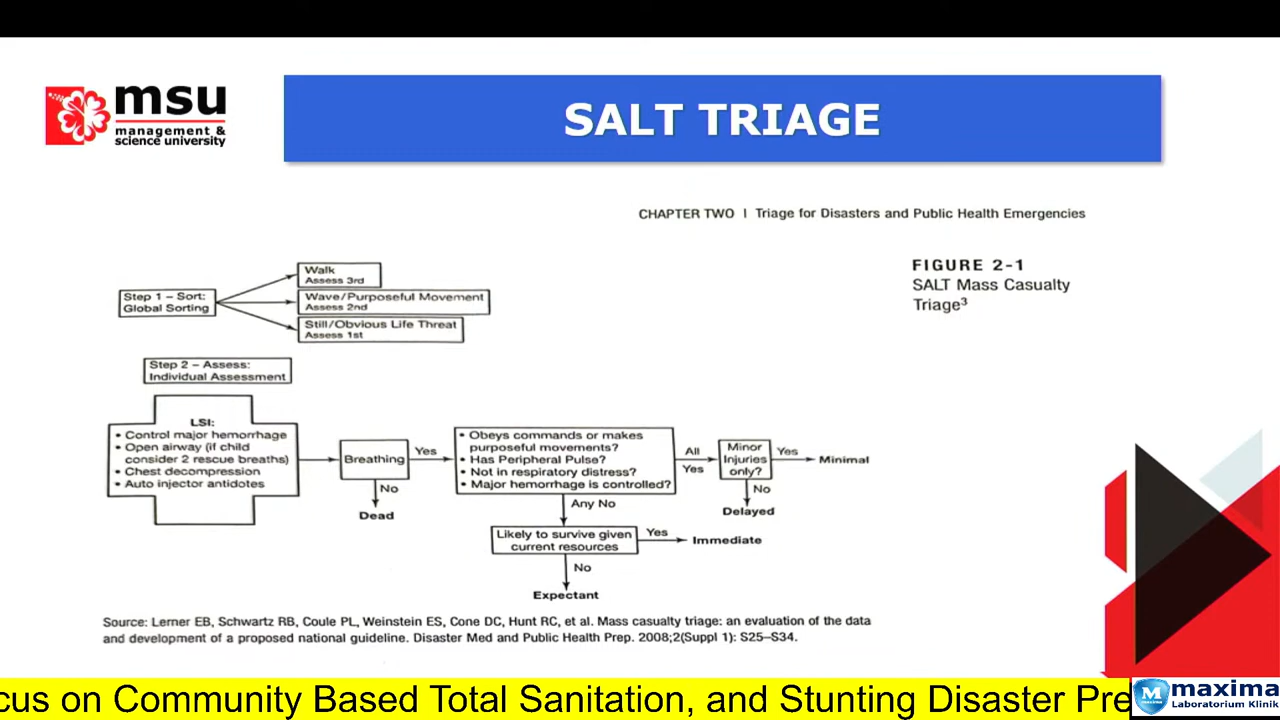 msu
management &
science university
SALT TRIAGE
CHAPTER TWO | Triage for Disasters and Public Health Emergencies
FIGURE 2-1
SALT Mass Casualty
Triage³
Step 1 – Sort:
Global Sorting
Walk
Assess 3rd
Wave/Purposeful Movement
Assess 2nd
Still/Obvious Life Threat
Assess 1st
Step 2 – Assess:
Individual Assessment
LSI:
• Control major hemorrhage
• Open airway (if child
consider 2 rescue breaths)
• Chest decompression
• Auto injector antidotes
Breathing
Yes
No
Dead
• Obeys commands or makes
purposeful movements?
• Has Peripheral Pulse?
• Not in respiratory distress?
• Major hemorrhage is controlled?
All
Yes
Minor
Injuries
only?
Yes
Minimal
No
Delayed
Any No
Likely to survive given
current resources
Yes
Immediate
No
Expectant
Source: Lerner EB, Schwartz RB, Coule PL, Weinstein ES, Cone DC, Hunt RC, et al. Mass casualty triage: an evaluation of the data
and development of a proposed national guideline. Disaster Med and Public Health Prep. 2008;2(Suppl 1): S25–S34.
cus on Community Based Total Sanitation, and Stunting Disaster Pre
maxima
Laboratorium Klinik